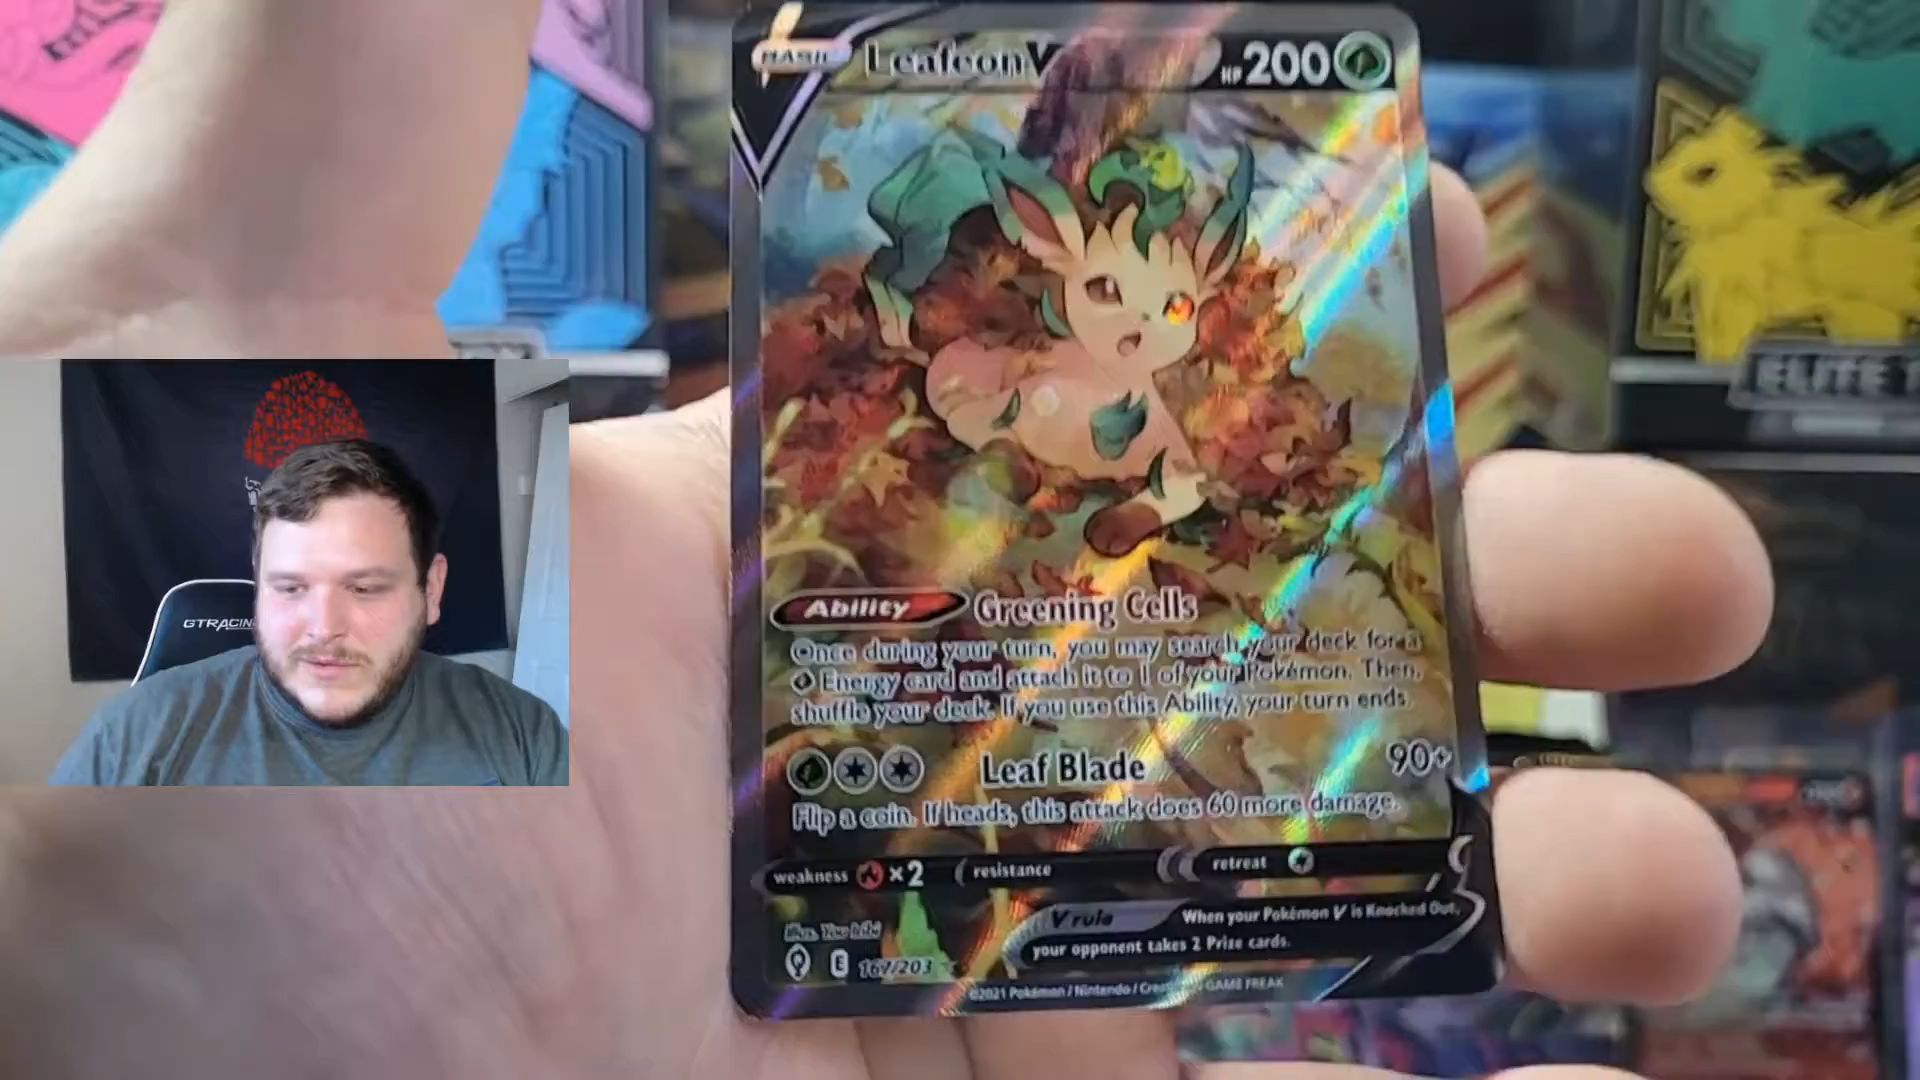 BASIC Leafeon V HP 200
ELITE T
Ability Greening Cells
Once during your turn, you may search your deck for a
Energy card and attach it to 1 of your Pokémon. Then,
shuffle your deck. If you use this Ability, your turn ends.
GTRACIN
Leaf Blade 90+
Flip a coin. If heads, this attack does 60 more damage.
weakness ×2 resistance retreat
V rule When your Pokémon V is Knocked Out,
your opponent takes 2 Prize cards.
Illus.
E 167/203
©2021 Pokémon / Nintendo / GAME FREAK